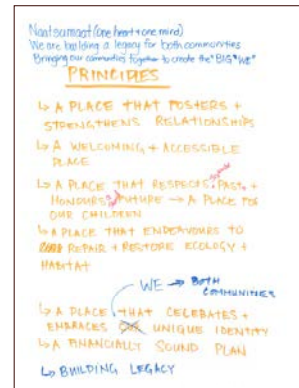 Nautsamaat (one heart + one mind)
We are building a legacy for both communities
Bringing our communities together to create the "BIG" "WE"
PRINCIPLES
↳ A PLACE THAT FOSTERS +
STRENGTHENS RELATIONSHIPS
↳ A WELCOMING + ACCESSIBLE
PLACE
↳ A PLACE THAT RESPECTS PAST +
HONOURS FUTURE → A PLACE FOR
OUR CHILDREN
↳ A PLACE THAT ENDEAVOURS TO
REPAIR + RESTORE ECOLOGY +
HABITAT
WE → BOTH
COMMUNITIES
↳ A PLACE THAT CELEBRATES +
EMBRACES UNIQUE IDENTITY
↳ A FINANCIALLY SOUND PLAN
↳ BUILDING LEGACY